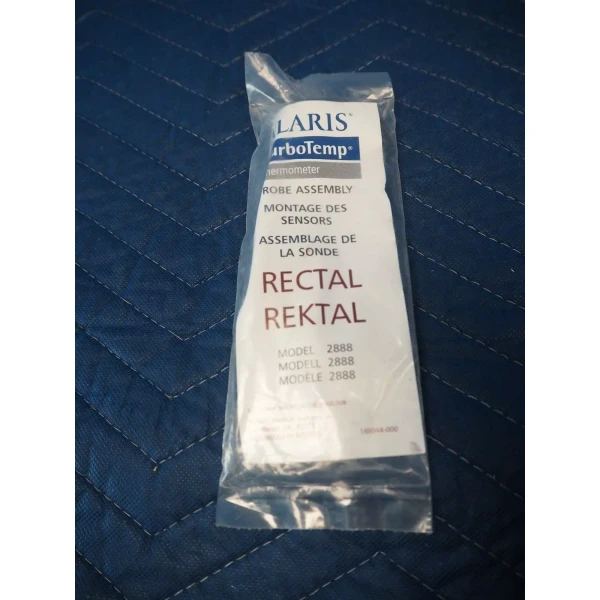 LARIS®
urboTemp®
hermometer
ROBE ASSEMBLY
MONTAGE DES
SENSORS
ASSEMBLAGE DE
LA SONDE
RECTAL
REKTAL
MODEL 2888
MODELL 2888
MODÈLE 2888